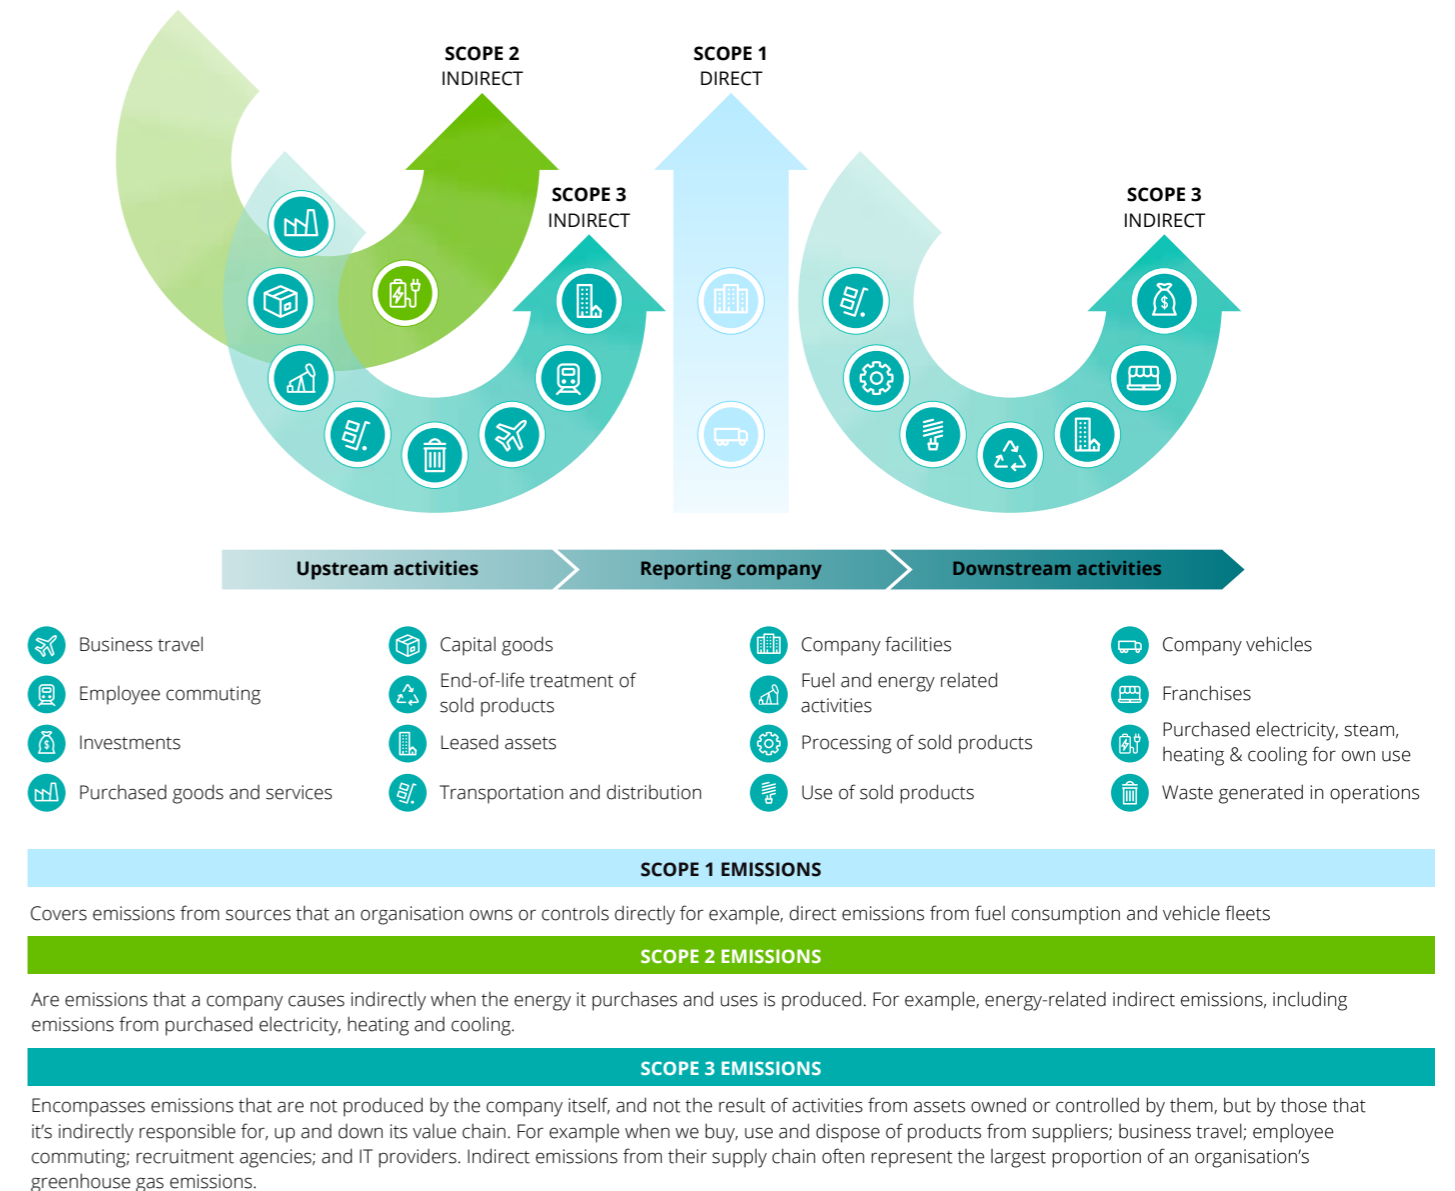 SCOPE 2
INDIRECT
SCOPE 1
DIRECT
SCOPE 3
INDIRECT
SCOPE 3
INDIRECT
Upstream activities
Reporting company
Downstream activities
Business travel
Capital goods
Company facilities
Company vehicles
Employee commuting
End-of-life treatment of
sold products
Fuel and energy related
activities
Franchises
Investments
Leased assets
Processing of sold products
Purchased electricity, steam,
heating & cooling for own use
Purchased goods and services
Transportation and distribution
Use of sold products
Waste generated in operations
SCOPE 1 EMISSIONS
Covers emissions from sources that an organisation owns or controls directly for example, direct emissions from fuel consumption and vehicle fleets
SCOPE 2 EMISSIONS
Are emissions that a company causes indirectly when the energy it purchases and uses is produced. For example, energy-related indirect emissions, including
emissions from purchased electricity, heating and cooling.
SCOPE 3 EMISSIONS
Encompasses emissions that are not produced by the company itself, and not the result of activities from assets owned or controlled by them, but by those that
it’s indirectly responsible for, up and down its value chain. For example when we buy, use and dispose of products from suppliers; business travel; employee
commuting; recruitment agencies; and IT providers. Indirect emissions from their supply chain often represent the largest proportion of an organisation’s
greenhouse gas emissions.